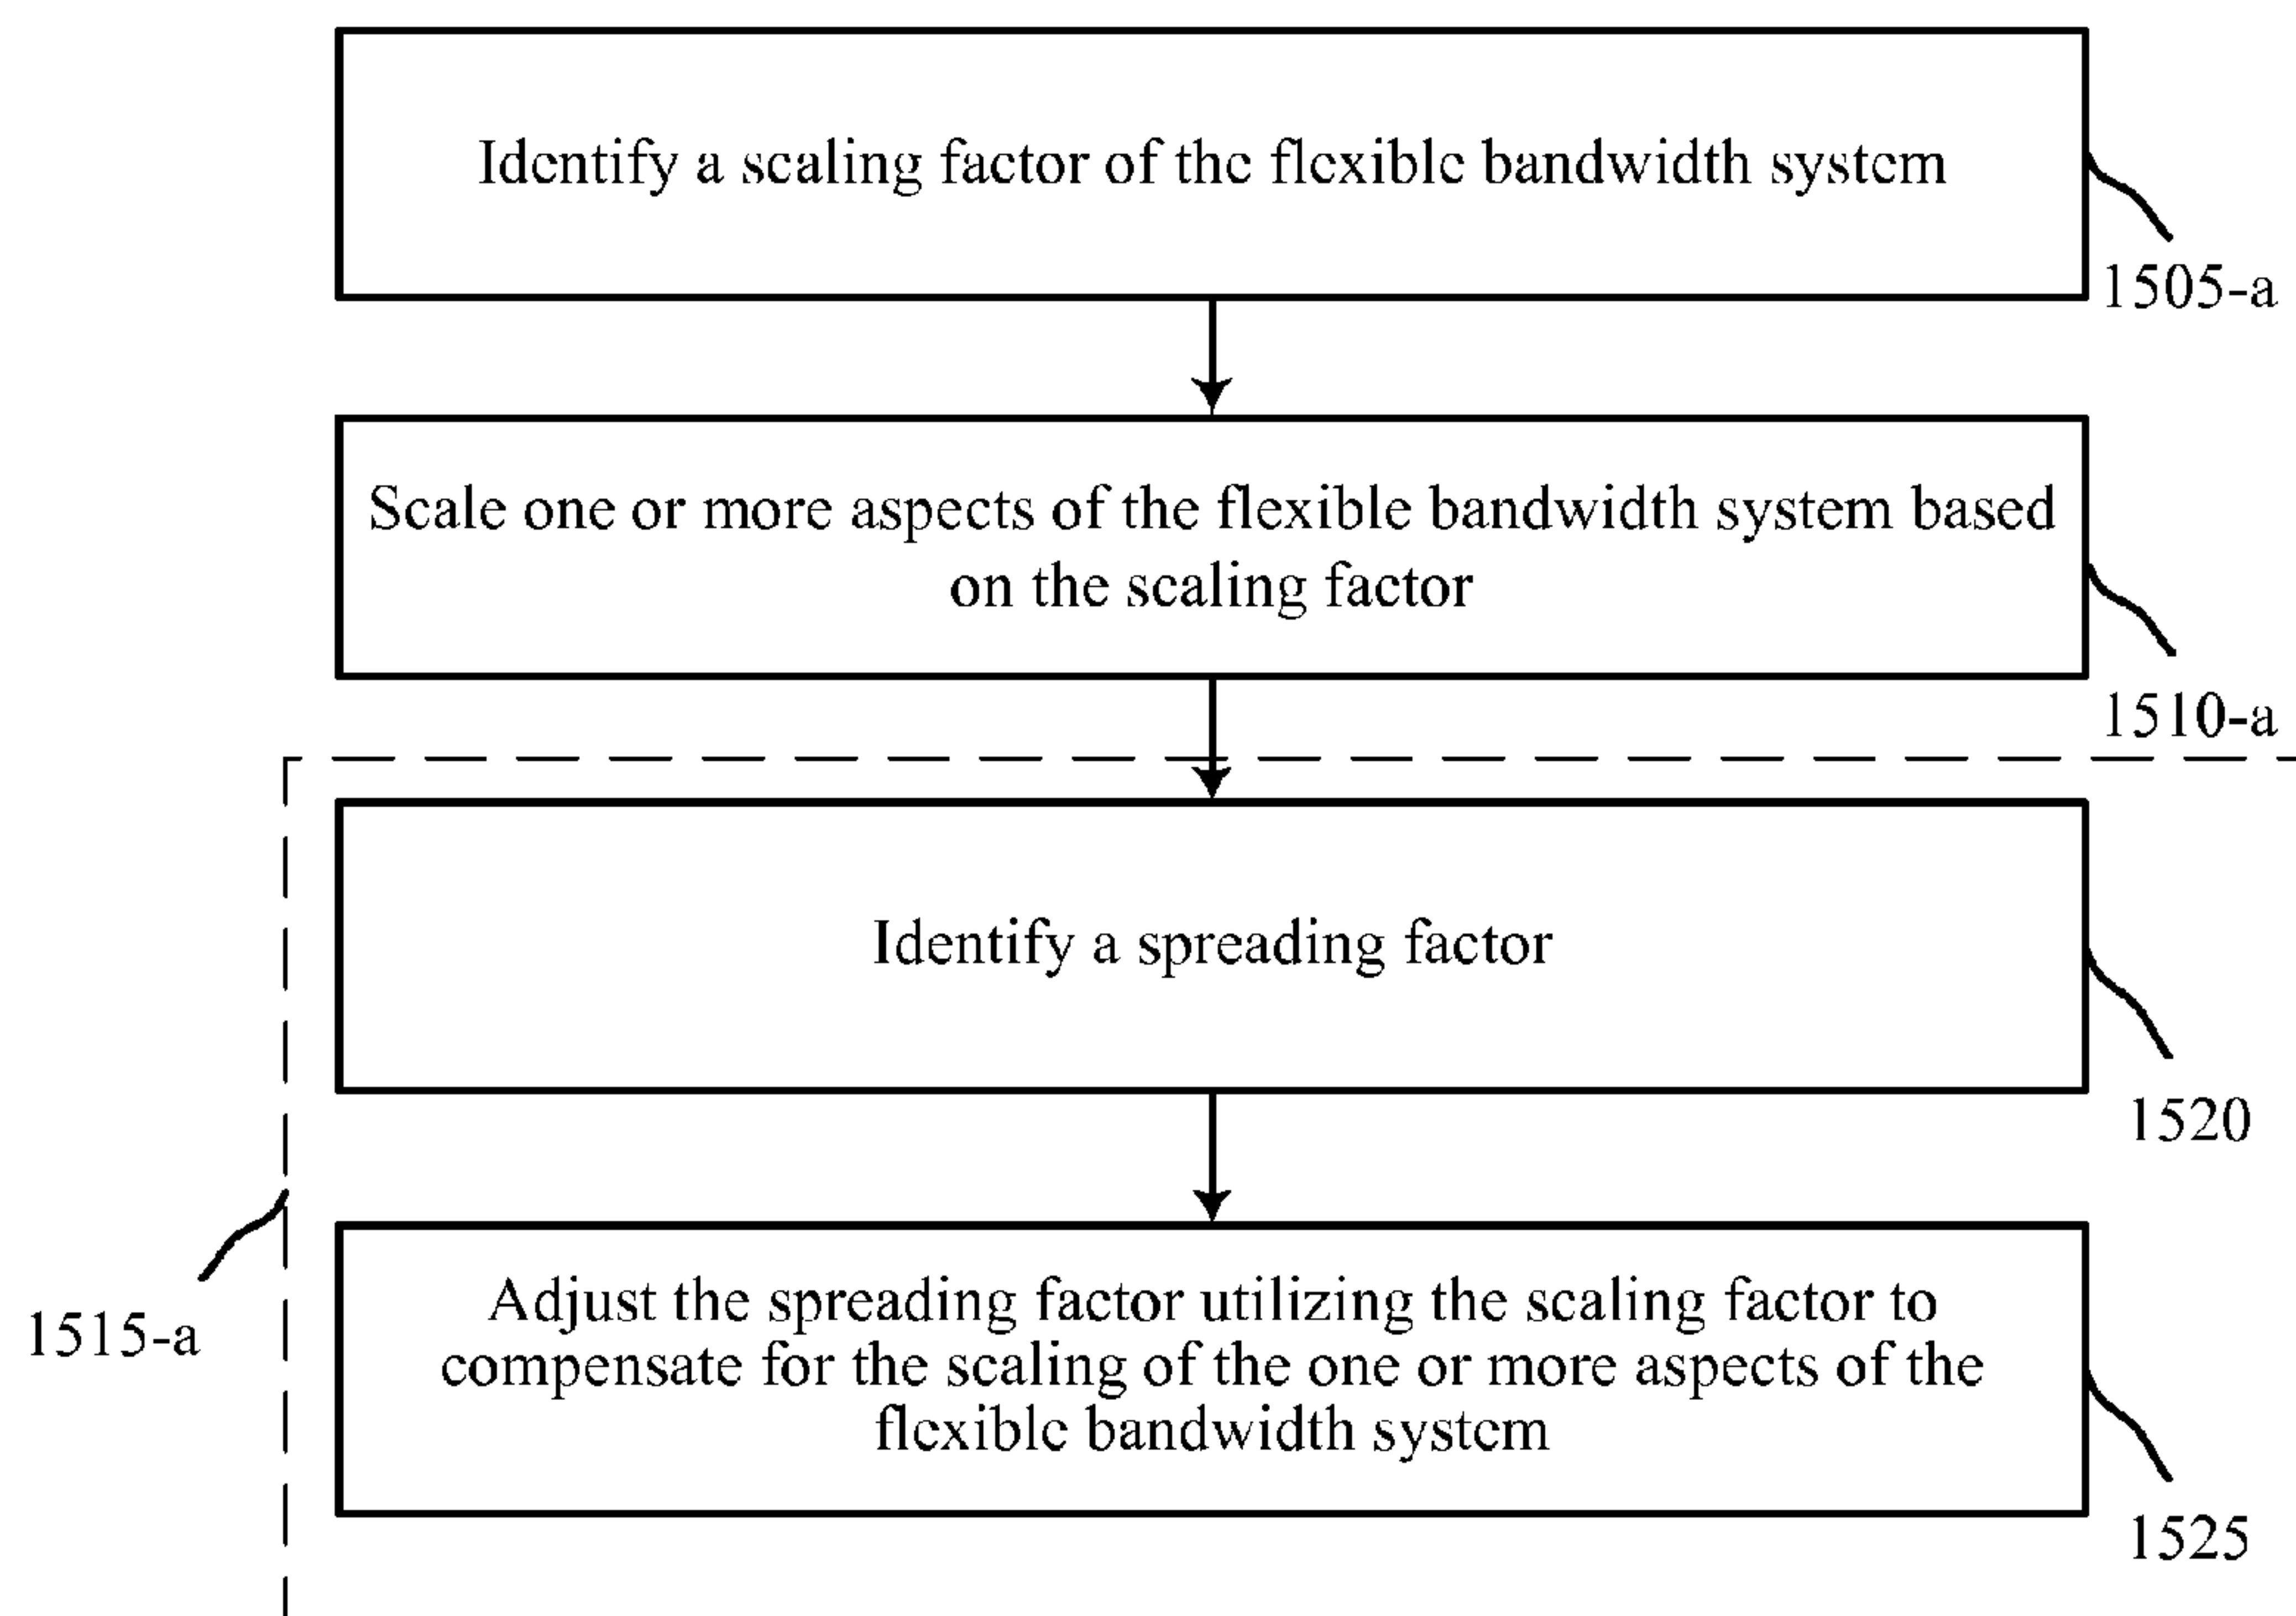 Identify a scaling factor of the flexible bandwidth system
1505-a
Scale one or more aspects of the flexible bandwidth system based
on the scaling factor
1510-a
Identify a spreading factor
1520
Adjust the spreading factor utilizing the scaling factor to
compensate for the scaling of the one or more aspects of the
flexible bandwidth system
1515-a
1525